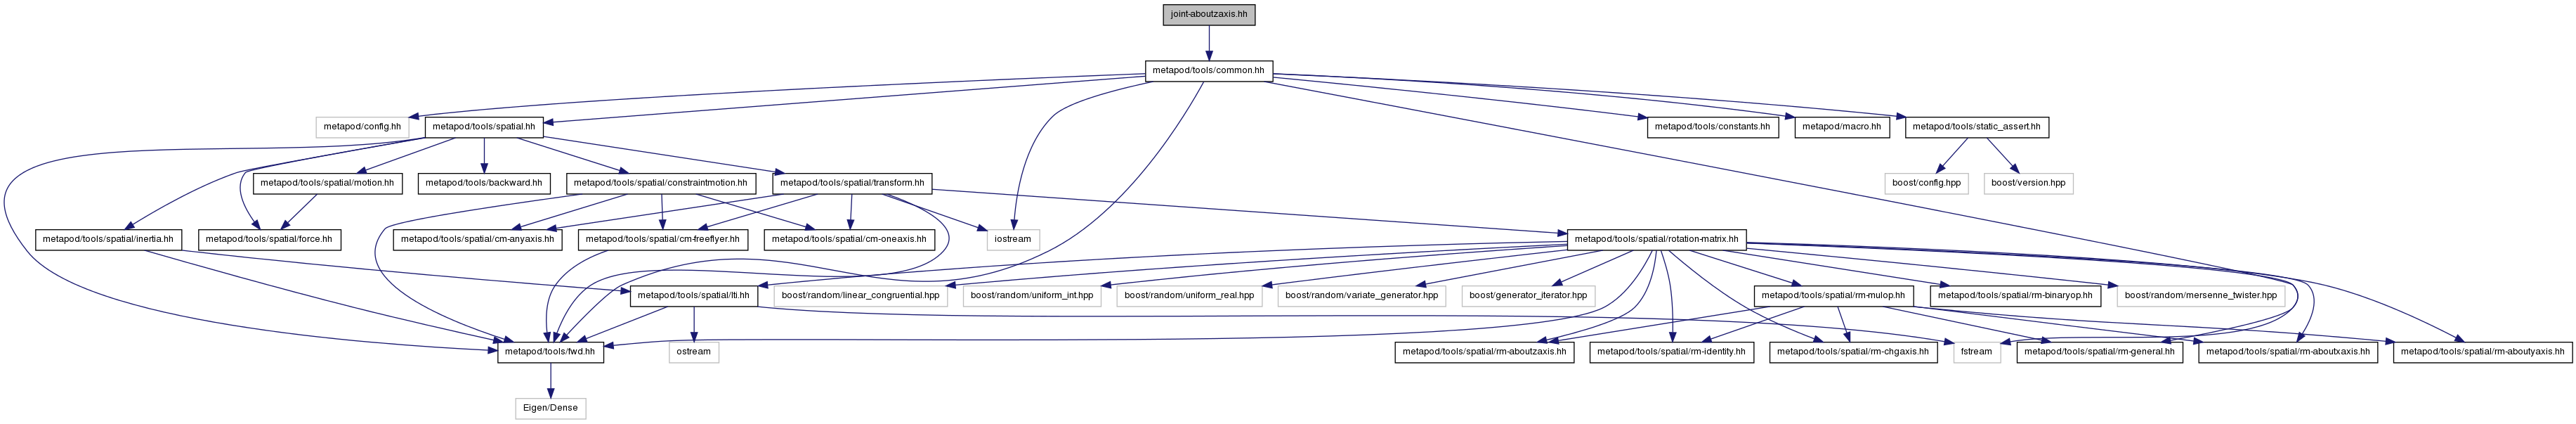 joint-aboutzaxis.hh
metapod/tools/common.hh
metapod/config.hh
metapod/tools/spatial.hh
metapod/tools/constants.hh
metapod/macro.hh
metapod/tools/static_assert.hh
metapod/tools/spatial/motion.hh
metapod/tools/backward.hh
metapod/tools/spatial/constraintmotion.hh
metapod/tools/spatial/transform.hh
boost/config.hpp
boost/version.hpp
metapod/tools/spatial/inertia.hh
metapod/tools/spatial/force.hh
metapod/tools/spatial/cm-anyaxis.hh
metapod/tools/spatial/cm-freeflyer.hh
metapod/tools/spatial/cm-oneaxis.hh
iostream
metapod/tools/spatial/rotation-matrix.hh
metapod/tools/spatial/lti.hh
boost/random/linear_congruential.hpp
boost/random/uniform_int.hpp
boost/random/uniform_real.hpp
boost/random/variate_generator.hpp
boost/generator_iterator.hpp
metapod/tools/spatial/rm-mulop.hh
metapod/tools/spatial/rm-binaryop.hh
boost/random/mersenne_twister.hpp
metapod/tools/fwd.hh
ostream
metapod/tools/spatial/rm-aboutzaxis.hh
metapod/tools/spatial/rm-identity.hh
metapod/tools/spatial/rm-chgaxis.hh
fstream
metapod/tools/spatial/rm-general.hh
metapod/tools/spatial/rm-aboutxaxis.hh
metapod/tools/spatial/rm-aboutyaxis.hh
Eigen/Dense